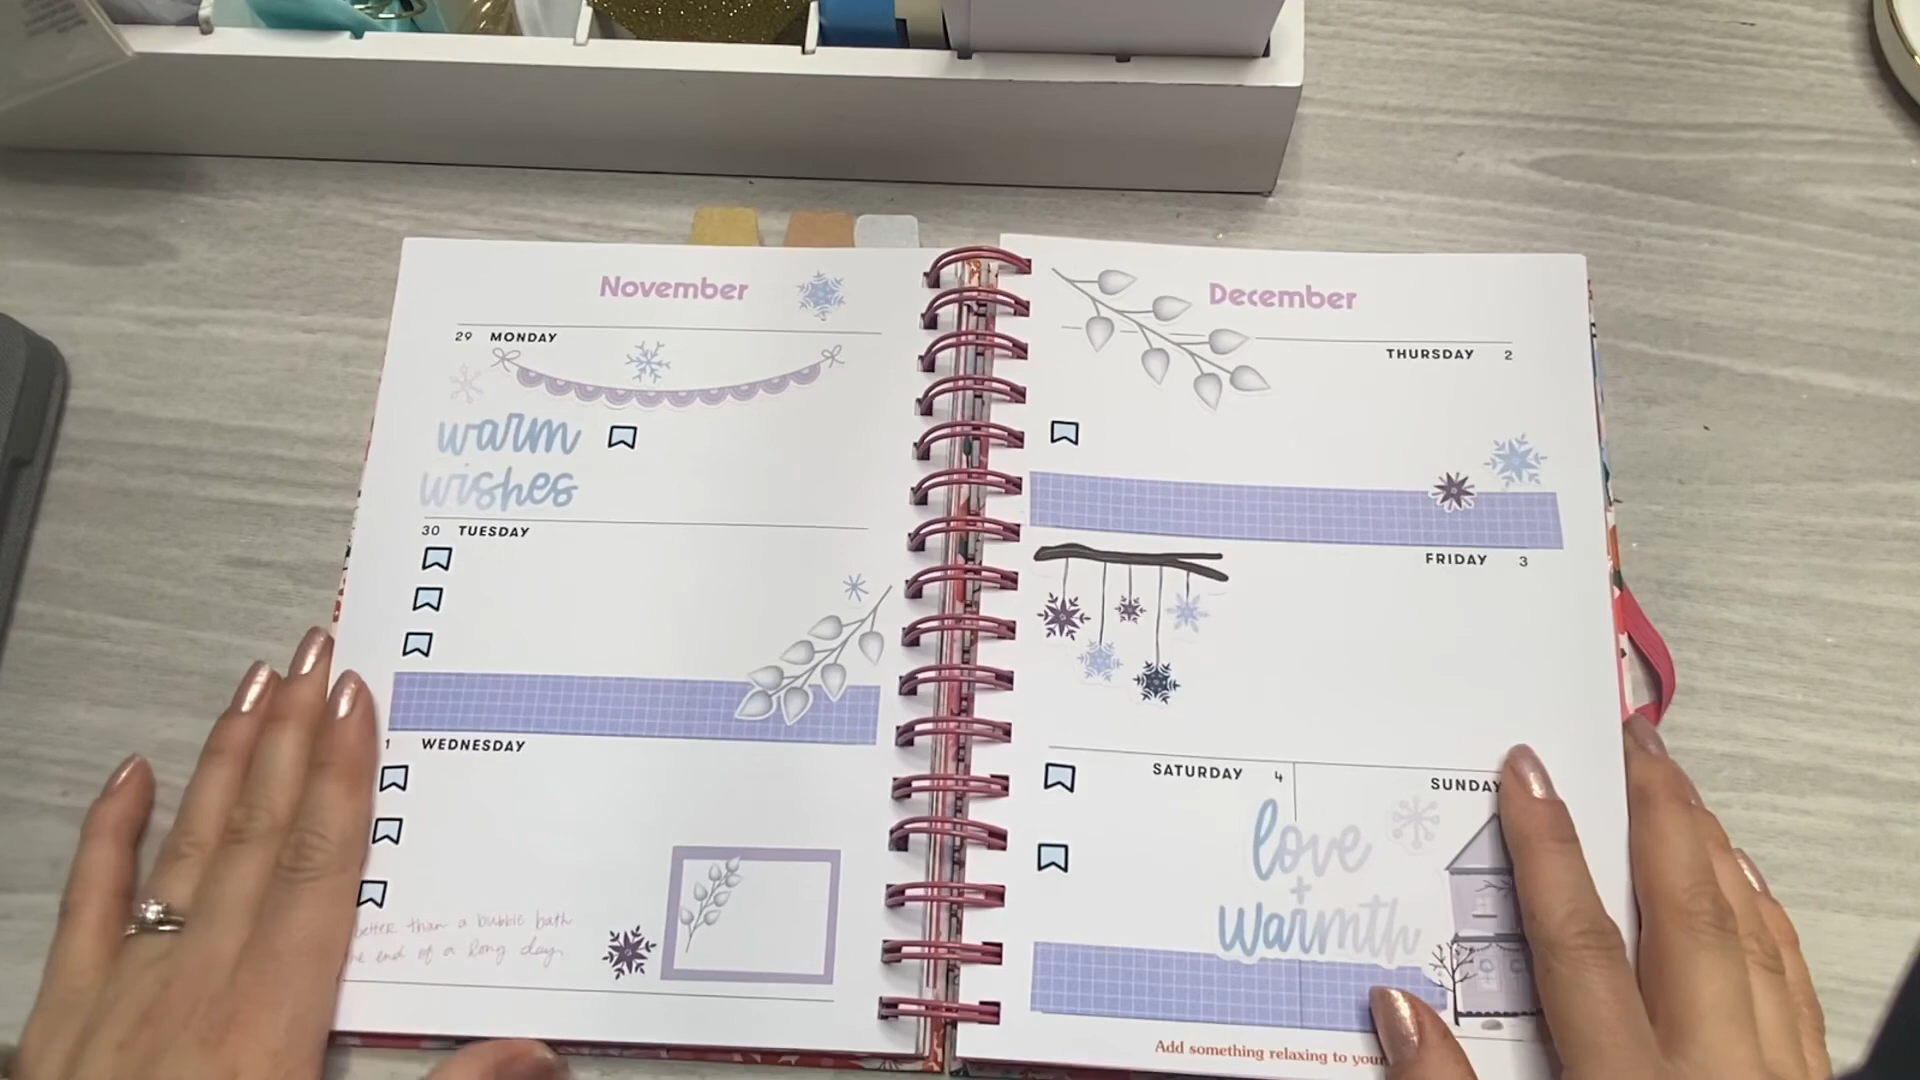 November
29 MONDAY
warm
wishes
30 TUESDAY
1 WEDNESDAY
better than a bubble bath
end of a long day.
December
THURSDAY 2
FRIDAY 3
SATURDAY 4
SUNDAY
love
+
warmth
Add something relaxing to your